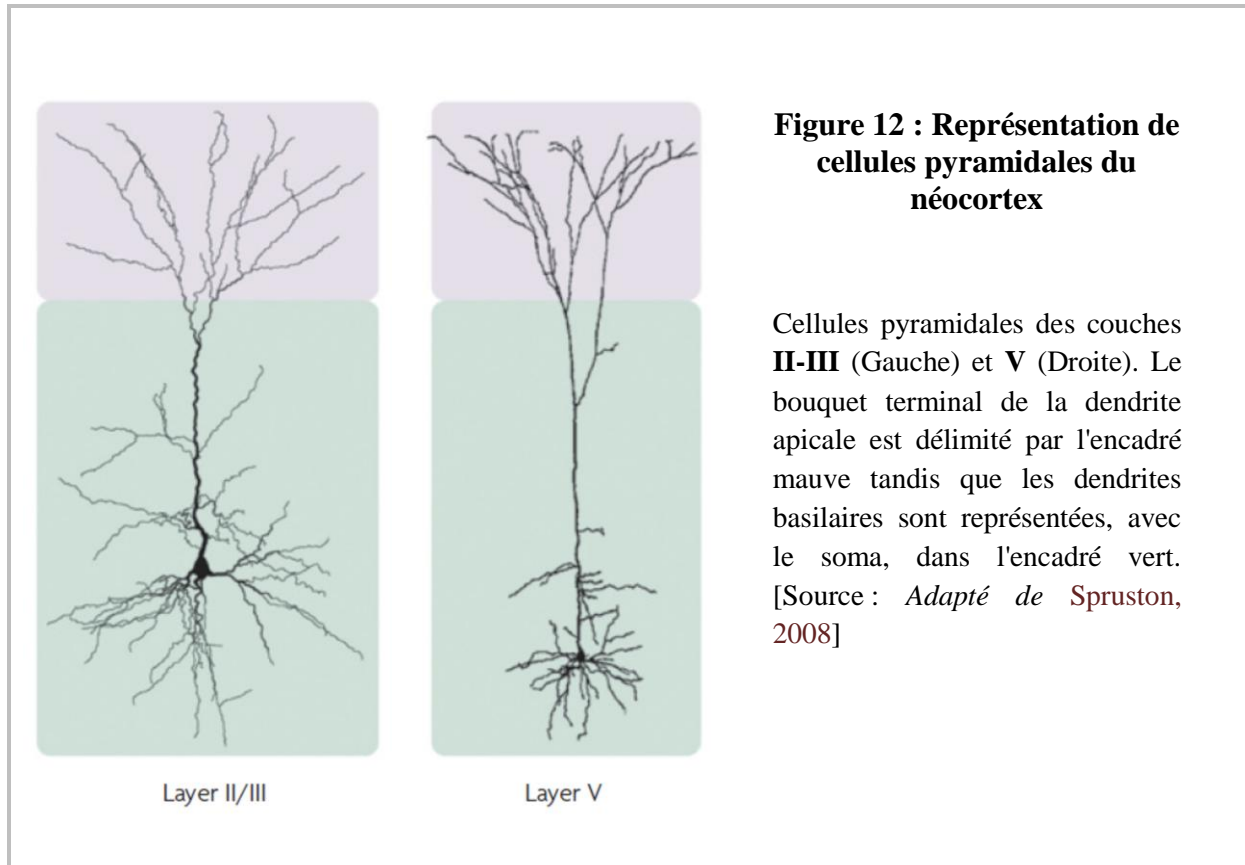 Figure 12 : Représentation de
cellules pyramidales du
néocortex
Cellules pyramidales des couches
II-III (Gauche) et V (Droite). Le
bouquet terminal de la dendrite
apicale est délimité par l'encadré
mauve tandis que les dendrites
basilaires sont représentées, avec
le soma, dans l'encadré vert.
[Source : Adapté de Spruston,
2008]
Layer II/III
Layer V